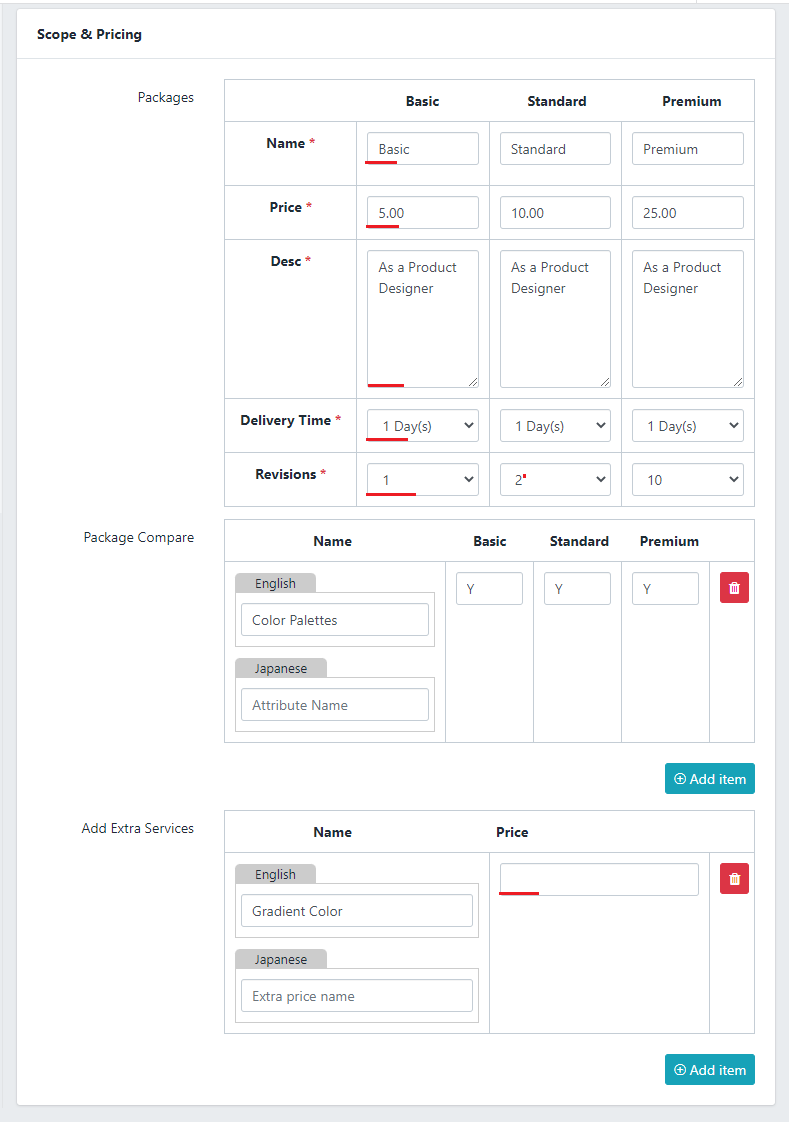 Scope & Pricing
Packages
Basic Standard Premium
Name * Basic Standard Premium
Price * 5.00 10.00 25.00
Desc * As a Product As a Product As a Product
Designer Designer Designer
Delivery Time * 1 Day(s) 1 Day(s) 1 Day(s)
Revisions * 1 2 10
Package Compare
Name Basic Standard Premium
English
Color Palettes Y Y Y
Japanese
Attribute Name
Add item
Add Extra Services
Name Price
English
Gradient Color
Japanese
Extra price name
Add item